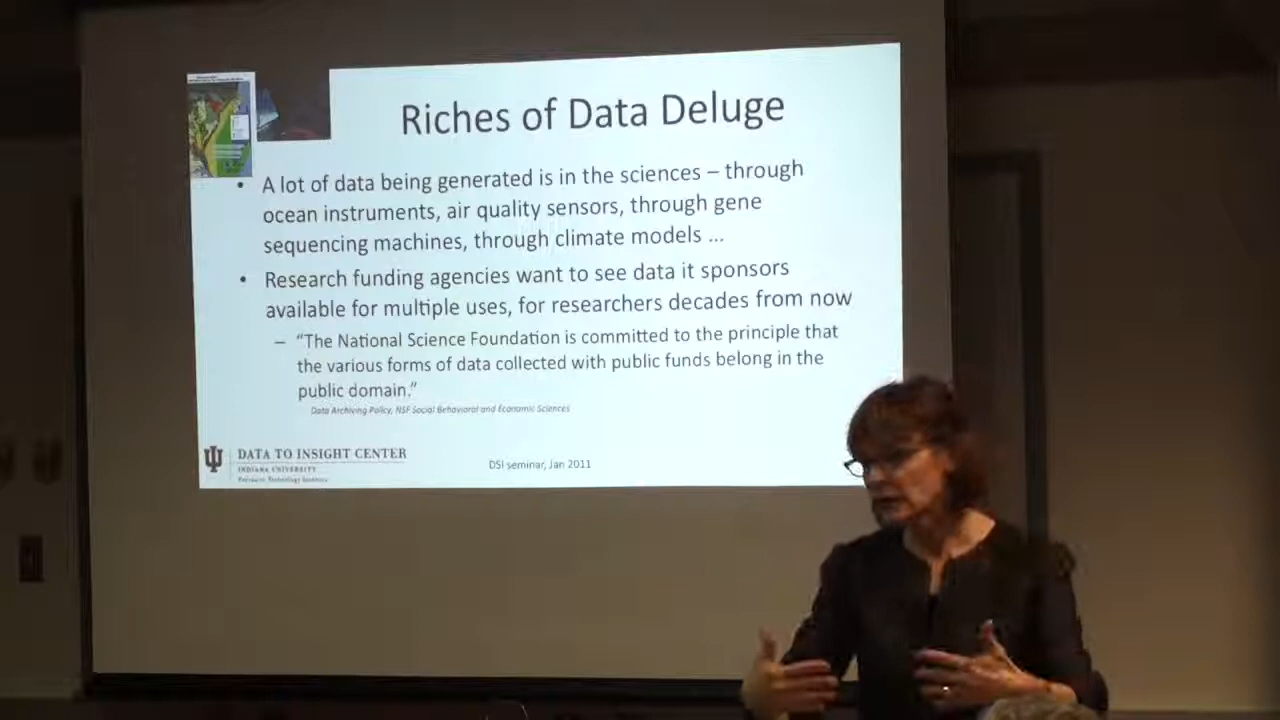 Riches of Data Deluge
• A lot of data being generated is in the sciences – through
ocean instruments, air quality sensors, through gene
sequencing machines, through climate models ...
• Research funding agencies want to see data it sponsors
available for multiple uses, for researchers decades from now
– “The National Science Foundation is committed to the principle that
the various forms of data collected with public funds belong in the
public domain.”
Data Archiving Policy, NSF Social Behavioral and Economic Sciences
DATA TO INSIGHT CENTER
INDIANA UNIVERSITY
Pervasive Technology Institute
DSI seminar, Jan 2011